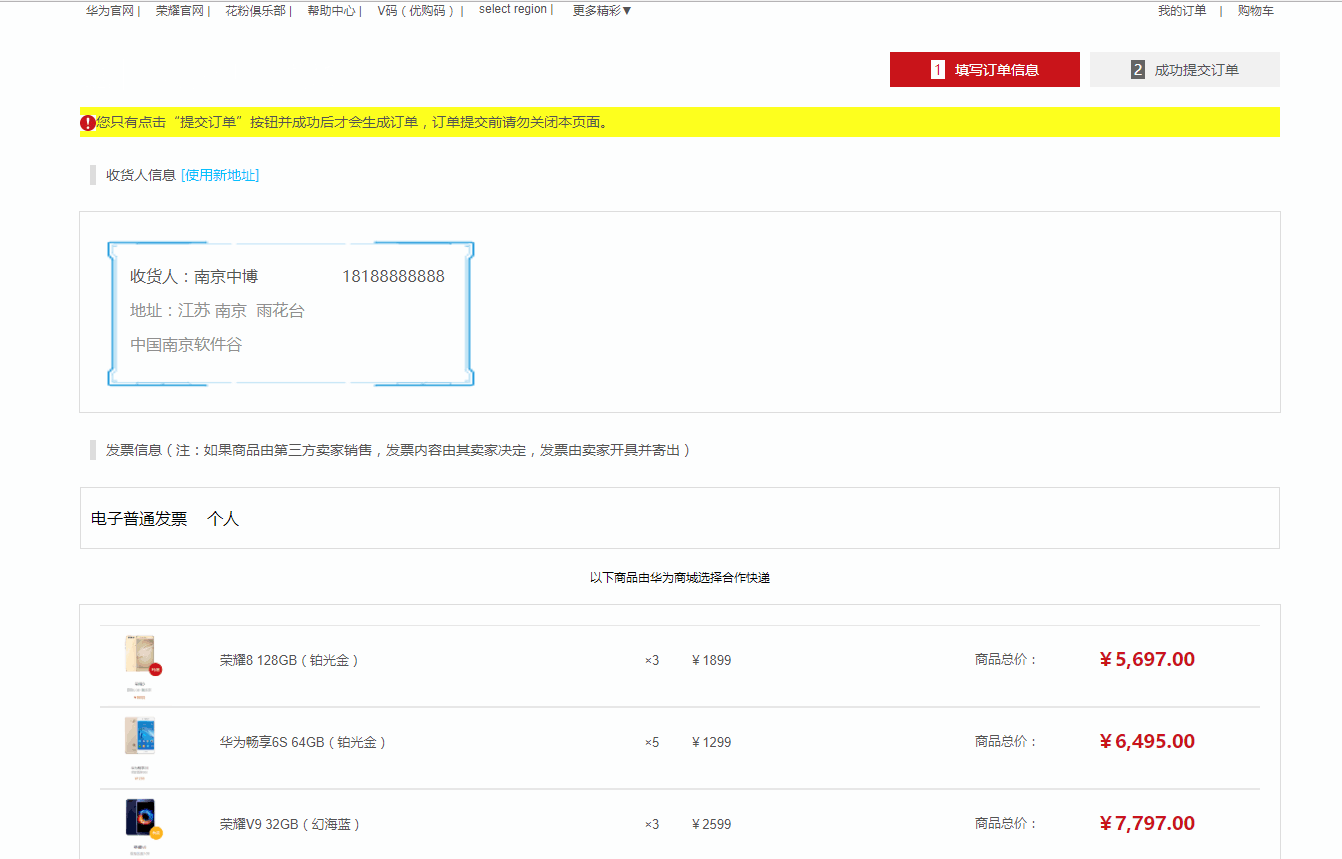 华为官网 | 荣耀官网 | 花粉俱乐部 | 帮助中心 | V码（优购码） | select region | 更多精彩▼ 我的订单 | 购物车
1 填写订单信息 2 成功提交订单
您只有点击“提交订单”按钮并成功后才会生成订单，订单提交前请勿关闭本页面。
收货人信息 [使用新地址]
收货人：南京中博 18188888888
地址：江苏 南京 雨花台
中国南京软件谷
发票信息（注：如果商品由第三方卖家销售，发票内容由其卖家决定，发票由卖家开具并寄出）
电子普通发票 个人
以下商品由华为商城选择合作快递
荣耀8 128GB（铂光金） ×3 ￥1899 商品总价： ￥5,697.00
华为畅享6S 64GB（铂光金） ×5 ￥1299 商品总价： ￥6,495.00
荣耀V9 32GB（幻海蓝） ×3 ￥2599 商品总价： ￥7,797.00